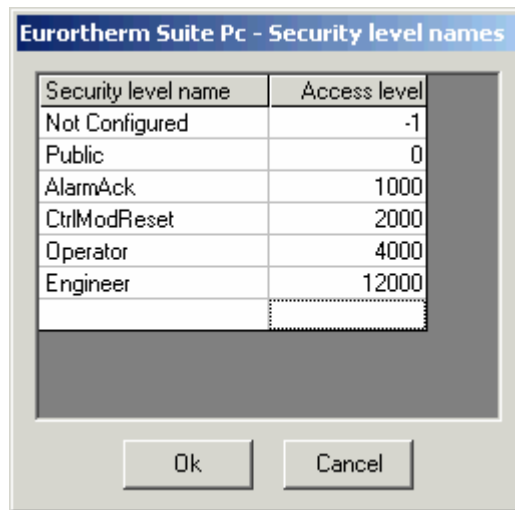 Eurortherm Suite Pc - Security level names
Security level name Access level
Not Configured -1
Public 0
AlarmAck 1000
CtrlModReset 2000
Operator 4000
Engineer 12000
Ok Cancel